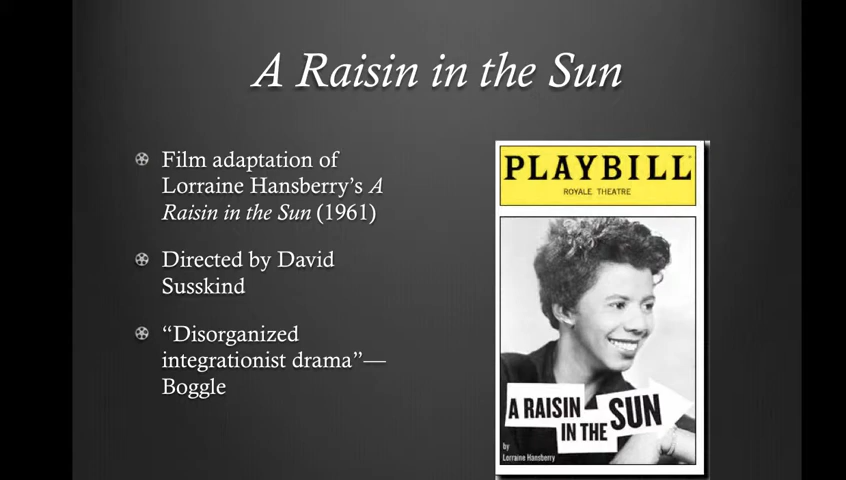 A Raisin in the Sun
Film adaptation of
Lorraine Hansberry's A
Raisin in the Sun (1961)
Directed by David
Susskind
“Disorganized
integrationist drama”—
Boggle
PLAYBILL
ROYALE THEATRE
A RAISIN
IN THE
SUN
by
Lorraine Hansberry